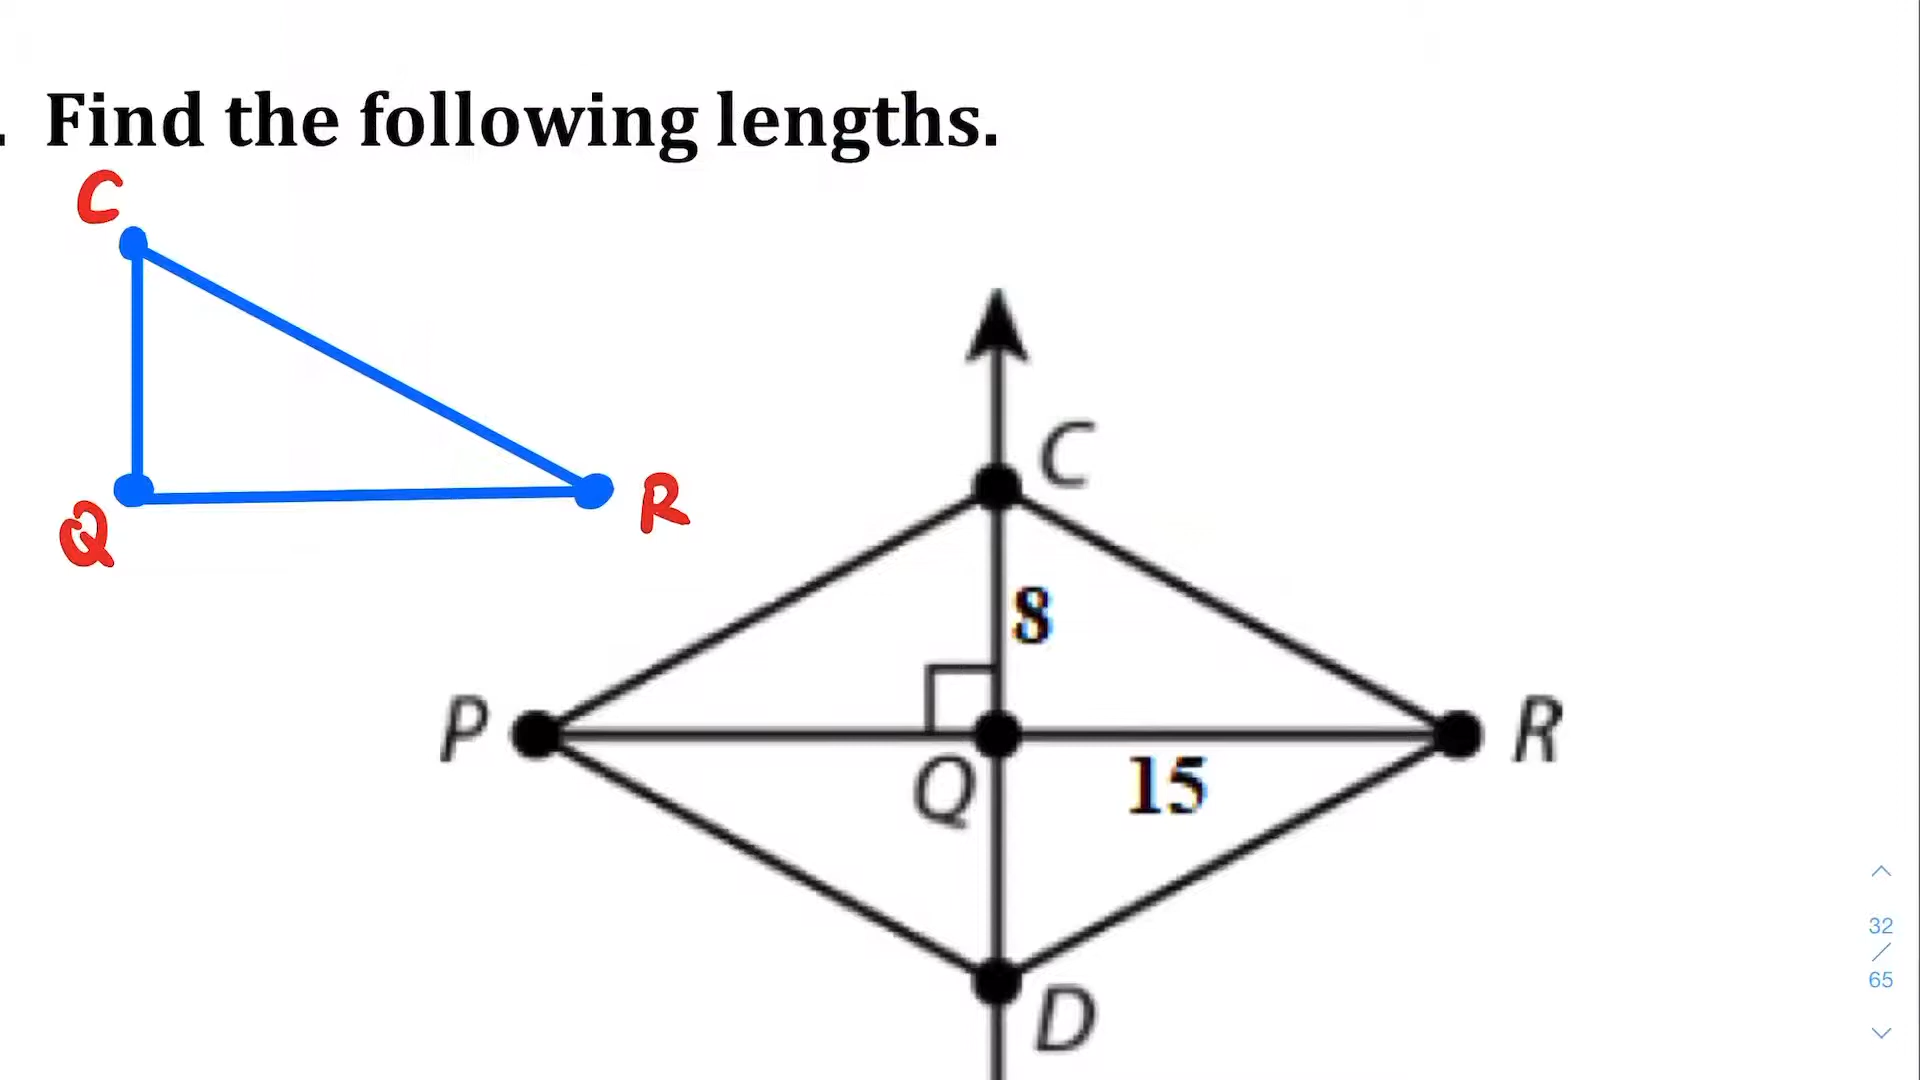 . Find the following lengths.
C
Q
R
C
8
P
Q
15
R
D
32
/
65